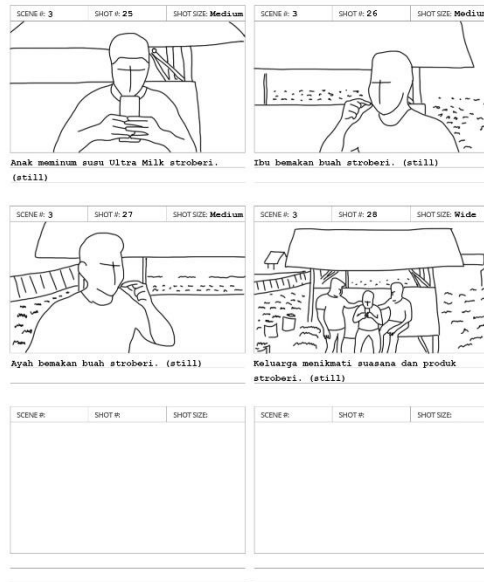 SCENE #: 3 SHOT #: 25 SHOT SIZE: Medium
SCENE #: 3 SHOT #: 26 SHOT SIZE: Medium
Anak meminum susu Ultra Milk stroberi.
(still)
Ibu bemakan buah stroberi. (still)
SCENE #: 3 SHOT #: 27 SHOT SIZE: Medium
SCENE #: 3 SHOT #: 28 SHOT SIZE: Wide
Ayah bemakan buah stroberi. (still)
Keluarga menikmati suasana dan produk
stroberi. (still)
SCENE #: SHOT #: SHOT SIZE:
SCENE #: SHOT #: SHOT SIZE: